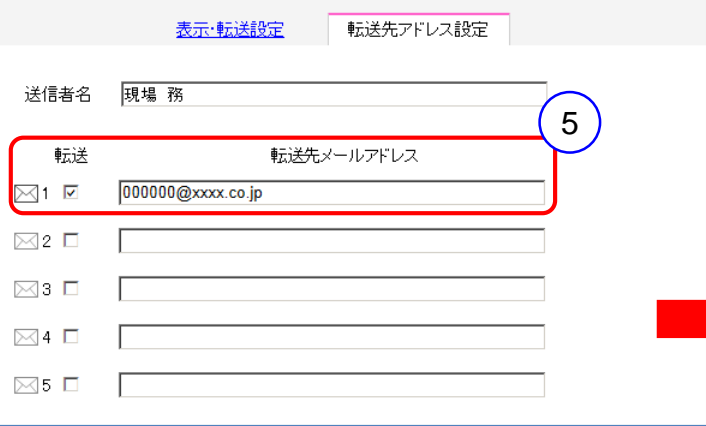 表示・転送設定 転送先アドレス設定
送信者名 現場 務
5
転送 転送先メールアドレス
1 000000@xxxx.co.jp
2
3
4
5